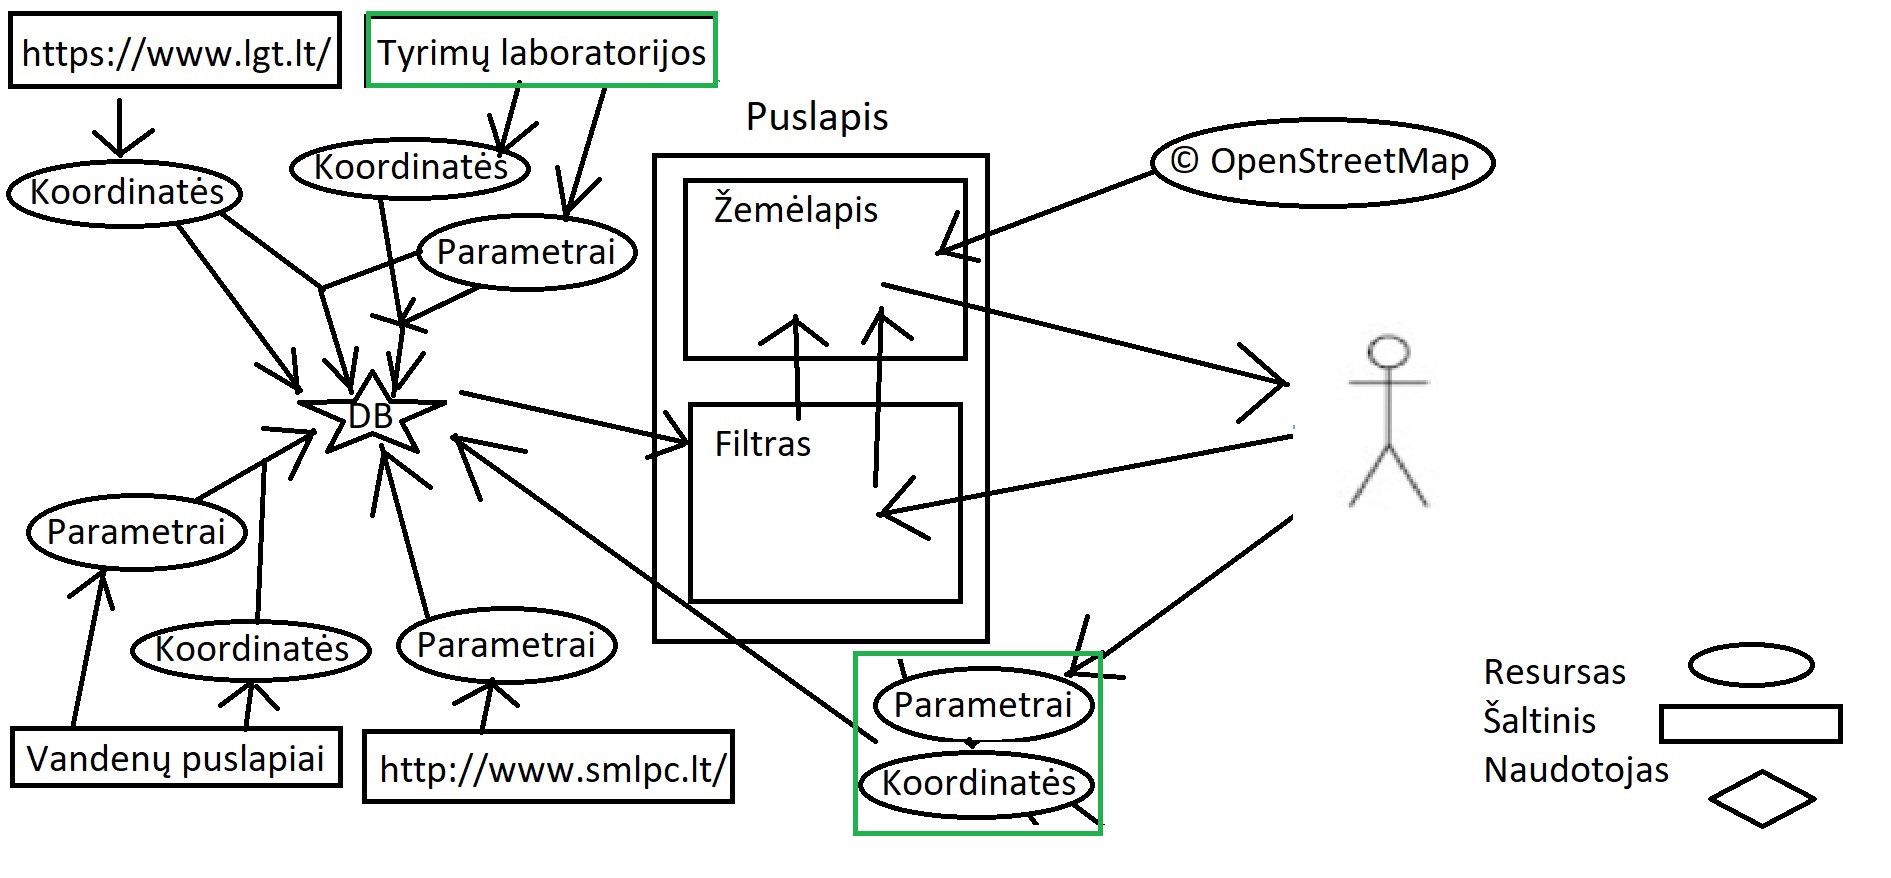 https://www.lgt.lt/
Tyrimų laboratorijos
Puslapis
© OpenStreetMap
Koordinatės
Koordinatės
Parametrai
Žemėlapis
DB
Filtras
Parametrai
Koordinatės
Parametrai
Vandenų puslapiai
http://www.smlpc.lt/
Parametrai
Koordinatės
Resursas
Šaltinis
Naudotojas